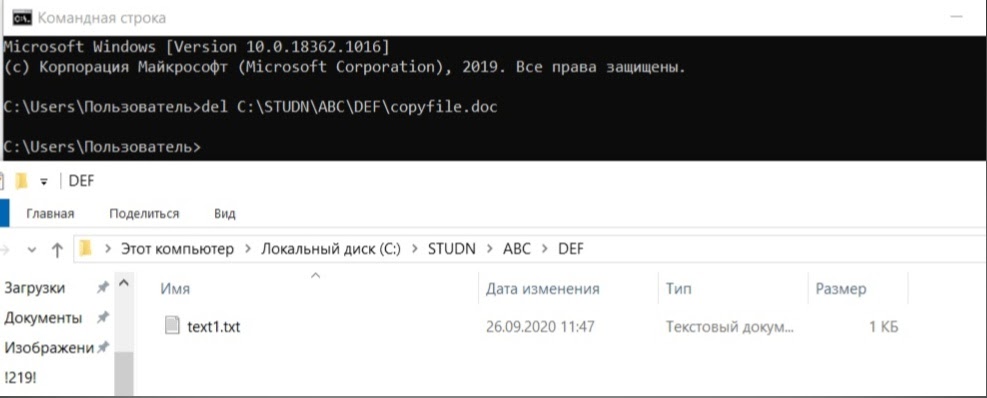 Командная строка
Microsoft Windows [Version 10.0.18362.1016]
(c) Корпорация Майкрософт (Microsoft Corporation), 2019. Все права защищены.
C:\Users\Пользователь>del C:\STUDN\ABC\DEF\copyfile.doc
C:\Users\Пользователь>
DEF
Главная Поделиться Вид
Этот компьютер Локальный диск (C:) STUDN ABC DEF
Загрузки Имя Дата изменения Тип Размер
Документы text1.txt 26.09.2020 11:47 Текстовый докум... 1 КБ
Изображени
!219!